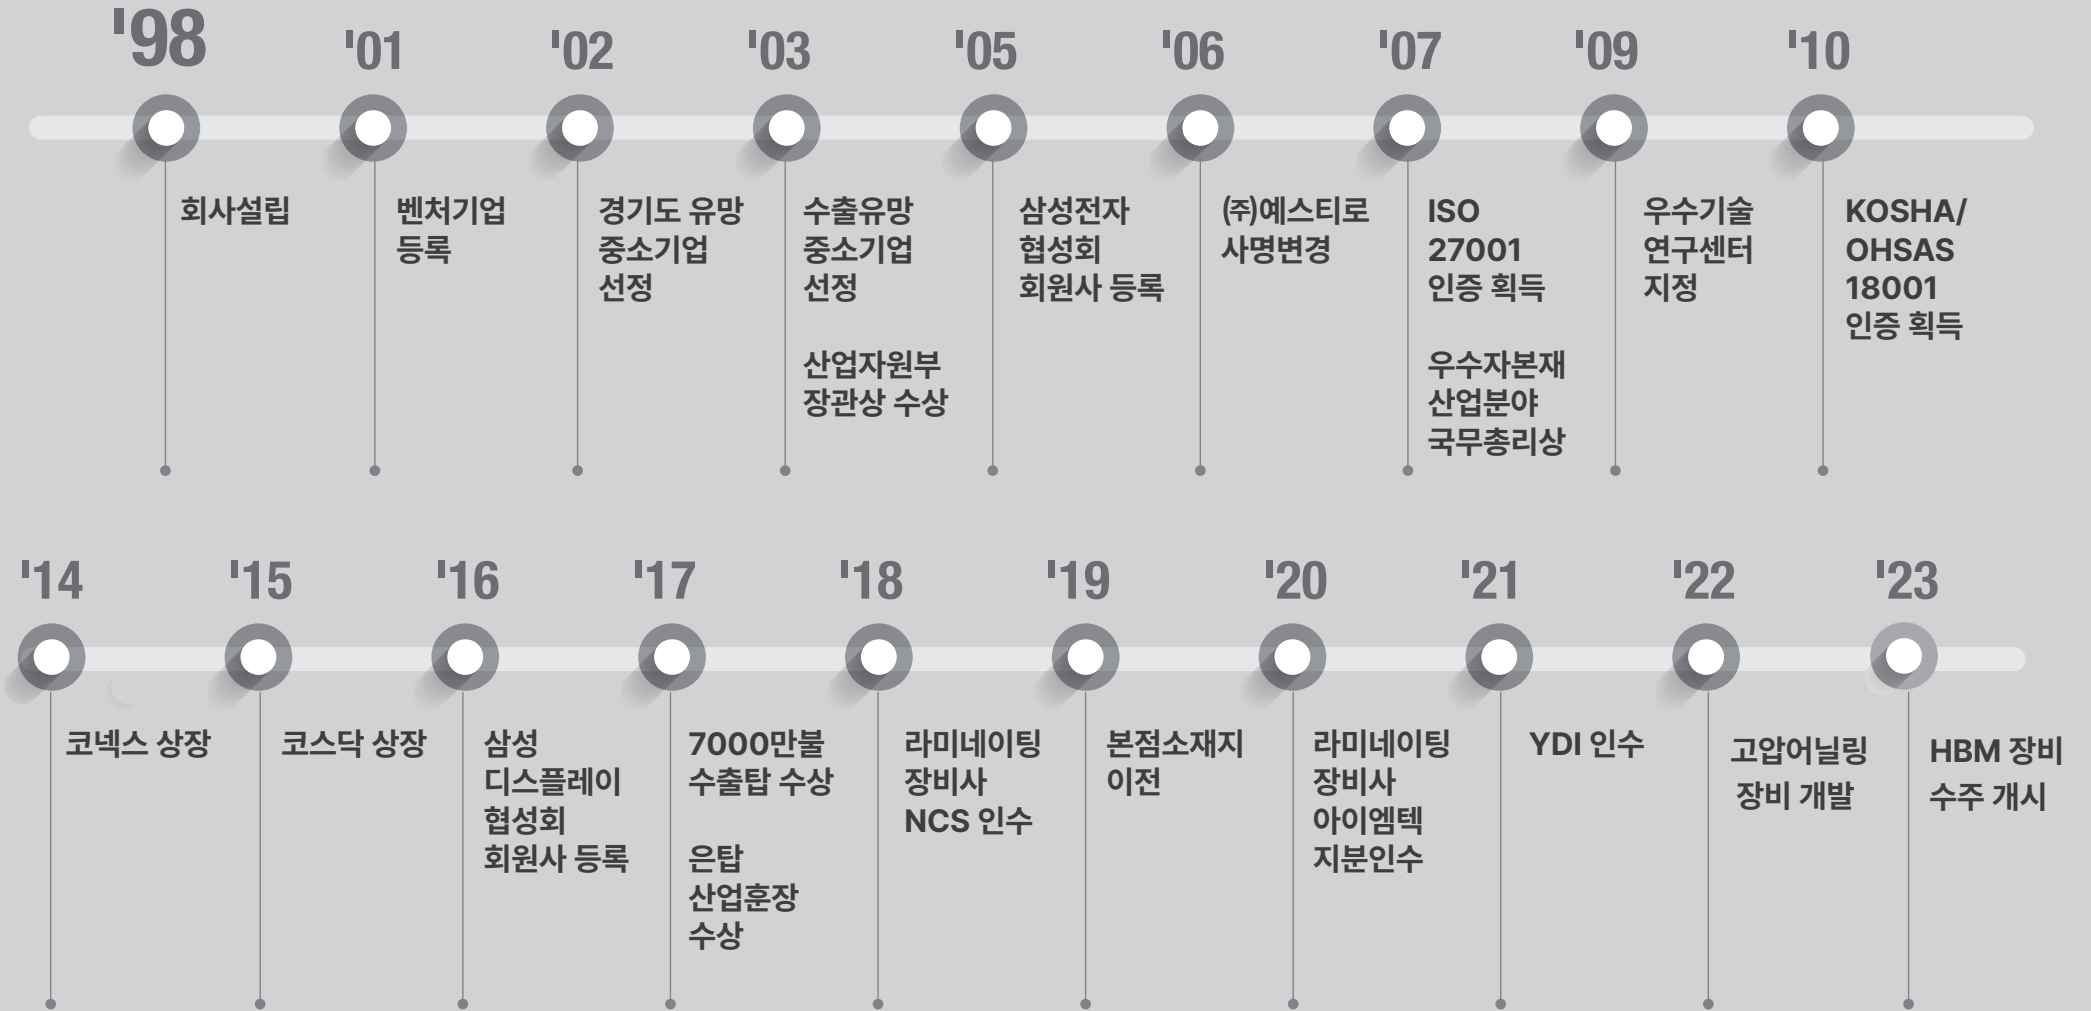 '98
회사설립
'01
벤처기업
등록
'02
경기도 유망
중소기업
선정
'03
수출유망
중소기업
선정
산업자원부
장관상 수상
'05
삼성전자
협성회
회원사 등록
'06
㈜예스티로
사명변경
'07
ISO
27001
인증 획득
우수자본재
산업분야
국무총리상
'09
우수기술
연구센터
지정
'10
KOSHA/
OHSAS
18001
인증 획득
'14
코넥스 상장
'15
코스닥 상장
'16
삼성
디스플레이
협성회
회원사 등록
'17
7000만불
수출탑 수상
은탑
산업훈장
수상
'18
라미네이팅
장비사
NCS 인수
'19
본점소재지
이전
'20
라미네이팅
장비사
아이엠텍
지분인수
'21
YDI 인수
'22
고압어닐링
장비 개발
'23
HBM 장비
수주 개시